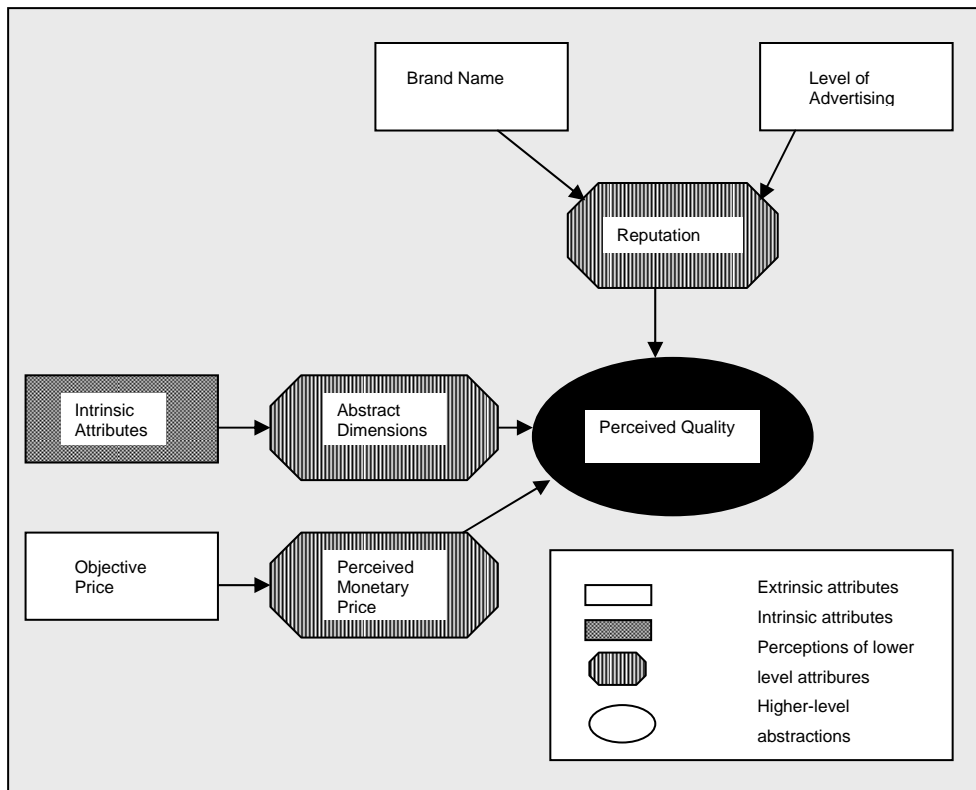 Brand Name
Level of
Advertising
Reputation
Intrinsic
Attributes
Abstract
Dimensions
Perceived Quality
Objective
Price
Perceived
Monetary
Price
Extrinsic attributes
Intrinsic attributes
Perceptions of lower
level attribures
Higher-level
abstractions